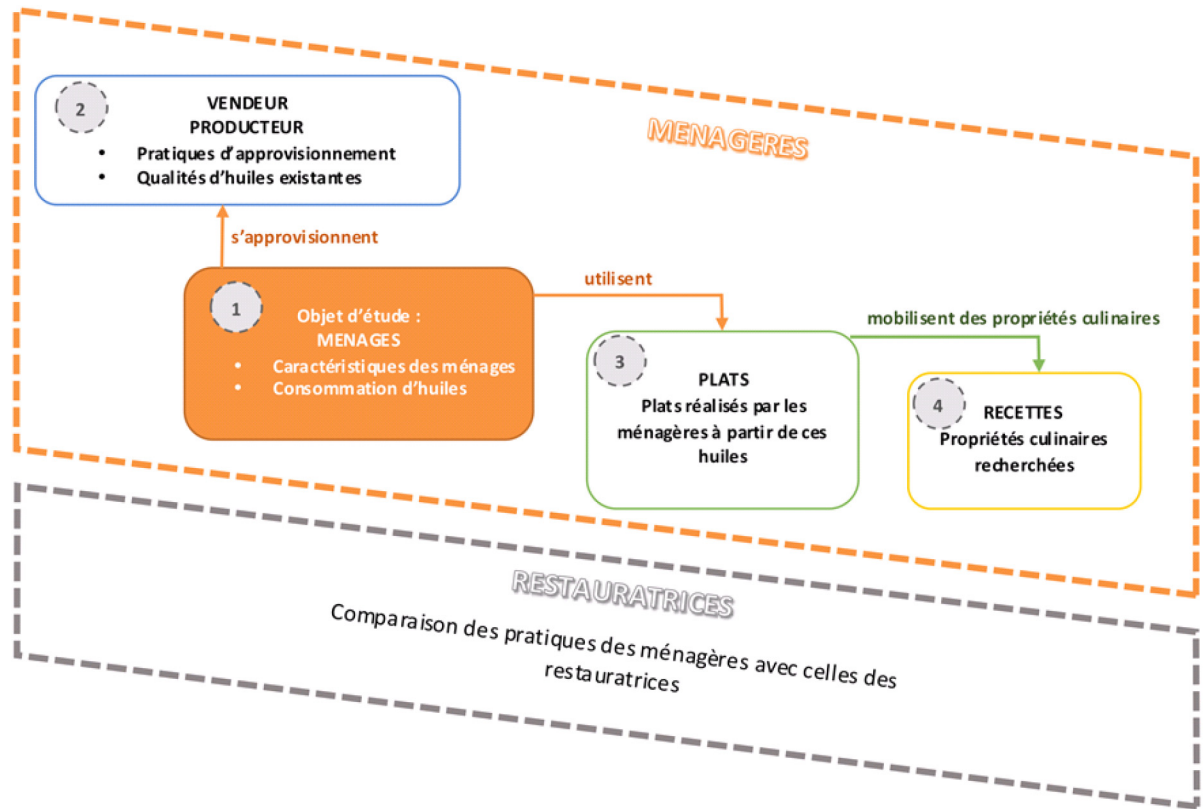 MENAGERES
2
VENDEUR
PRODUCTEUR
• Pratiques d'approvisionnement
• Qualités d'huiles existantes
s'approvisionnent
1
Objet d'étude :
MENAGES
• Caractéristiques des ménages
• Consommation d'huiles
utilisent
3
PLATS
Plats réalisés par les
ménagères à partir de ces
huiles
mobilisent des propriétés culinaires
4
RECETTES
Propriétés culinaires
recherchées
RESTAURATRICES
Comparaison des pratiques des ménagères avec celles des
restauratrices